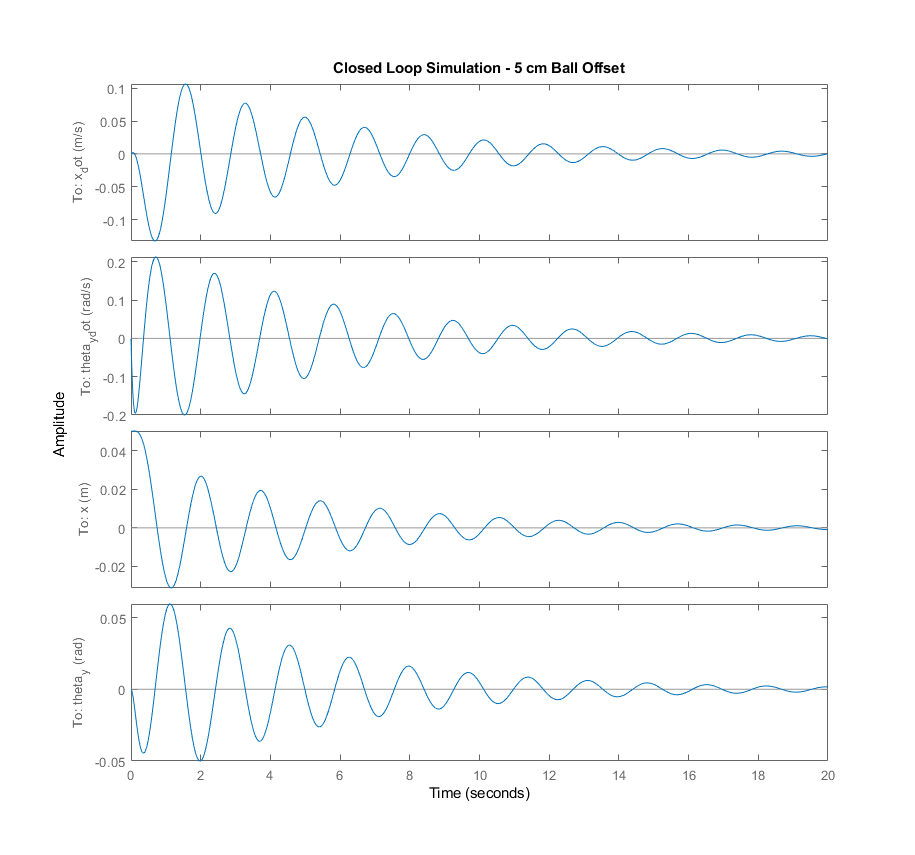 Closed Loop Simulation - 5 cm Ball Offset
To: x_dot (m/s)
0.1
0.05
0
-0.05
-0.1
To: theta_yd_ot (rad/s)
0.2
0.1
0
-0.1
-0.2
Amplitude
To: x (m)
0.04
0.02
0
-0.02
To: theta_y (rad)
0.05
0
-0.05
0 2 4 6 8 10 12 14 16 18 20
Time (seconds)